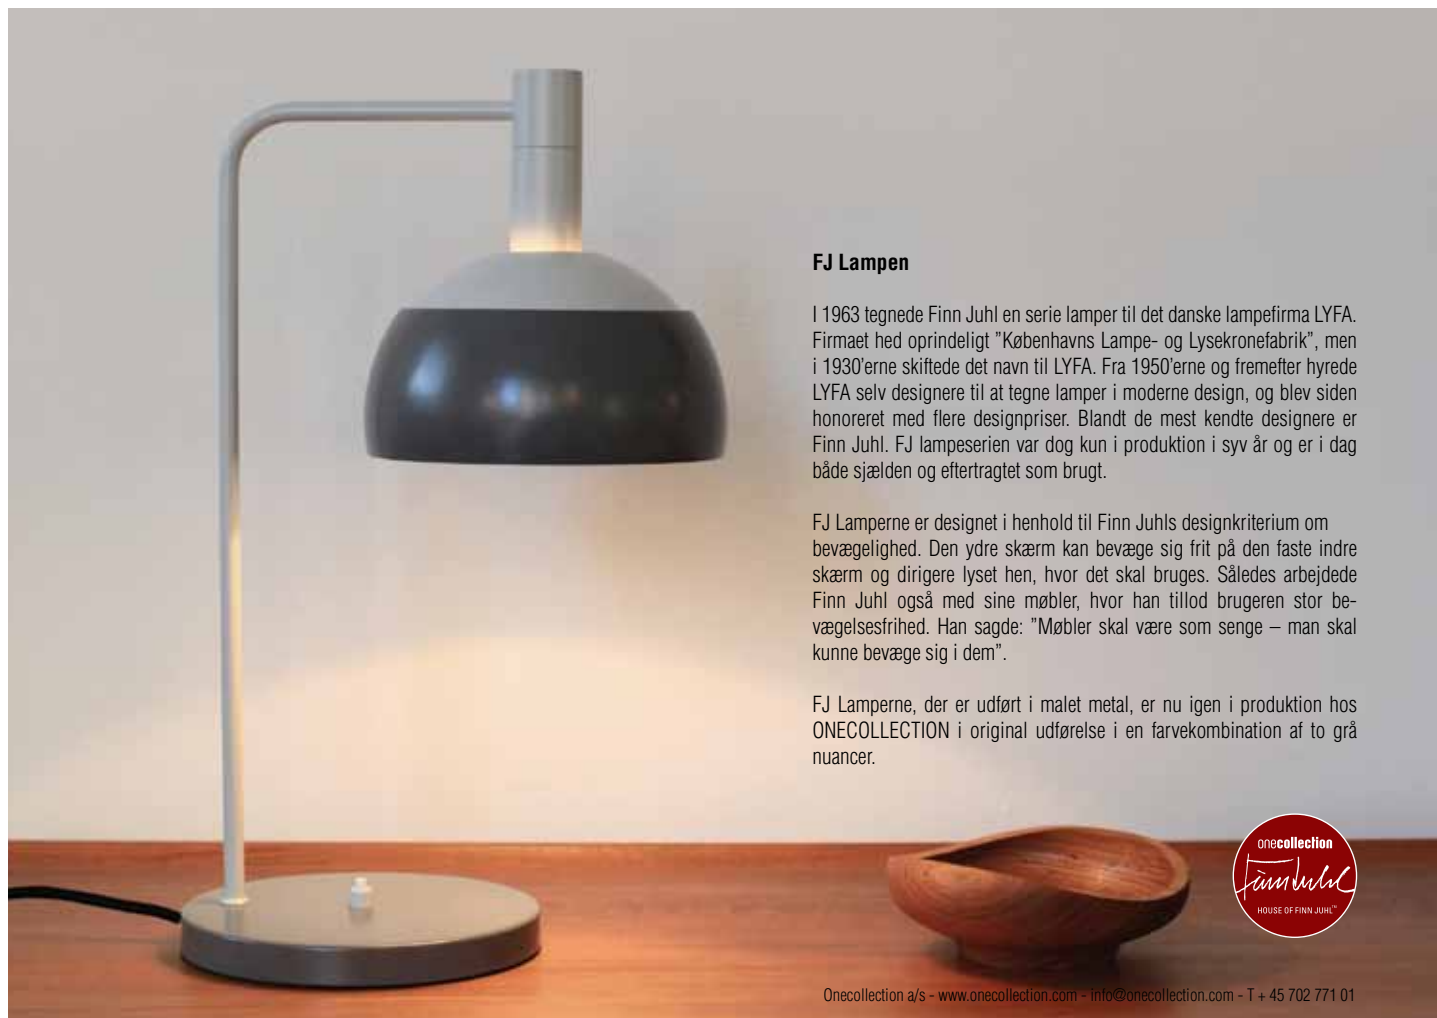 FJ Lampen
I 1963 tegnede Finn Juhl en serie lamper til det danske lampefirma LYFA.
Firmaet hed oprindeligt ”Københavns Lampe- og Lysekronefabrik”, men
i 1930’erne skiftede det navn til LYFA. Fra 1950’erne og fremefter hyrede
LYFA selv designere til at tegne lamper i moderne design, og blev siden
honoreret med flere designpriser. Blandt de mest kendte designere er
Finn Juhl. FJ lampeserien var dog kun i produktion i syv år og er i dag
både sjælden og eftertragtet som brugt.
FJ Lamperne er designet i henhold til Finn Juhls designkriterium om
bevægelighed. Den ydre skærm kan bevæge sig frit på den faste indre
skærm og dirigere lyset hen, hvor det skal bruges. Således arbejdede
Finn Juhl også med sine møbler, hvor han tillod brugeren stor be-
vægelsesfrihed. Han sagde: ”Møbler skal være som senge – man skal
kunne bevæge sig i dem”.
FJ Lamperne, der er udført i malet metal, er nu igen i produktion hos
ONECOLLECTION i original udførelse i en farvekombination af to grå
nuancer.
onecollection
Finn Juhl
HOUSE OF FINN JUHL™
Onecollection a/s - www.onecollection.com - info@onecollection.com - T + 45 702 771 01